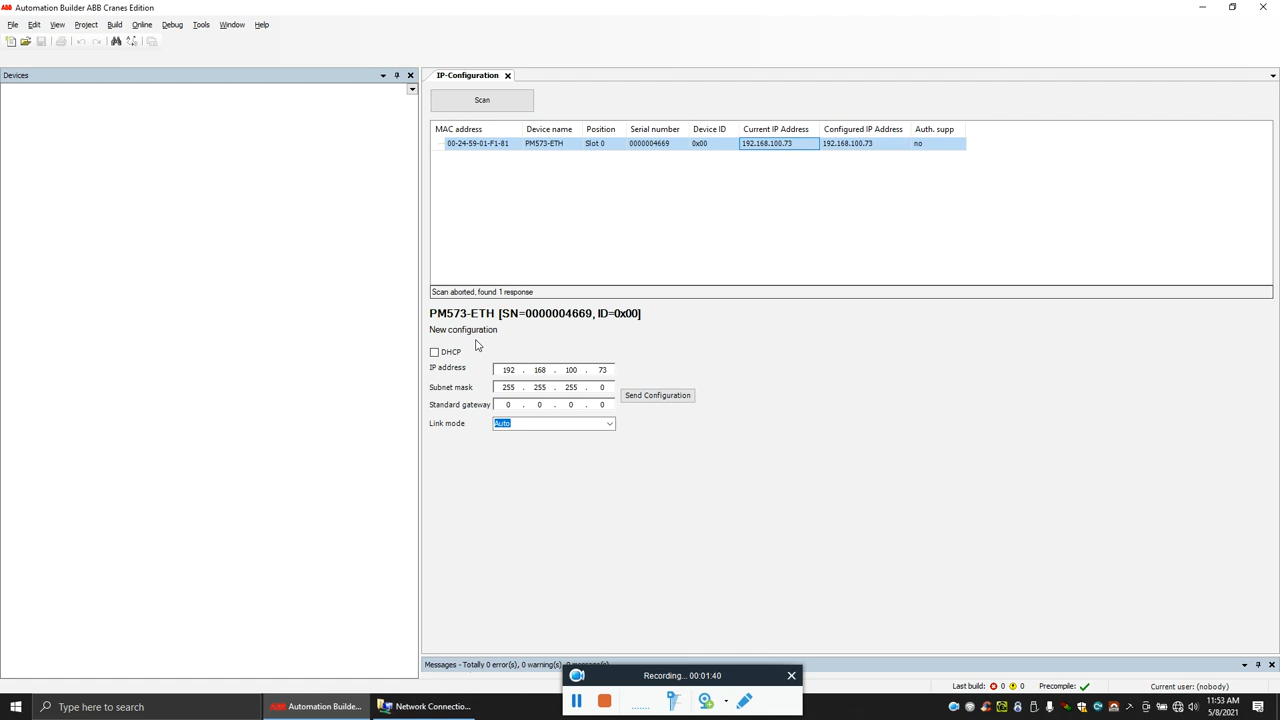 ABB Automation Builder ABB Cranes Edition
File Edit View Project Build Online Debug Tools Window Help
Devices
IP-Configuration
Scan
MAC address Device name Position Serial number Device ID Current IP Address Configured IP Address Auth. supp
00-24-59-01-F1-81 PM573-ETH Slot 0 0000004669 0x00 192.168.100.73 192.168.100.73 no
Scan aborted, found 1 response
PM573-ETH [SN=0000004669, ID=0x00]
New configuration
DHCP
IP address 192 . 168 . 100 . 73
Subnet mask 255 . 255 . 255 . 0
Send Configuration
Standard gateway 0 . 0 . 0 . 0
Link mode Auto
Messages - Totally 0 error(s), 0 warning(s),
Recording... 00:01:40
Last build: 0 0 Precompile: Current user: (nobody)
Type here to search
Automation Builde...
Network Connectio...
11:53 AM
5/8/2021